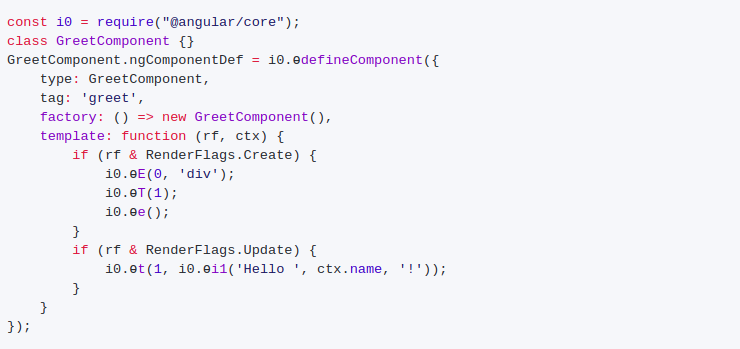 const i0 = require("@angular/core");
class GreetComponent {}
GreetComponent.ngComponentDef = i0.ɵdefineComponent({
    type: GreetComponent,
    tag: 'greet',
    factory: () => new GreetComponent(),
    template: function (rf, ctx) {
        if (rf & RenderFlags.Create) {
            i0.ɵE(0, 'div');
            i0.ɵT(1);
            i0.ɵe();
        }
        if (rf & RenderFlags.Update) {
            i0.ɵt(1, i0.ɵi1('Hello ', ctx.name, '!'));
        }
    }
});